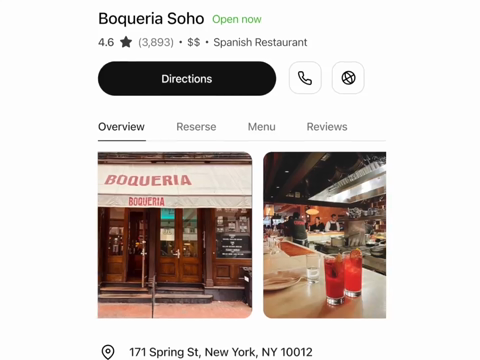 Boqueria Soho Open now
4.6 ★ (3,893) • $$ • Spanish Restaurant
Directions
Overview Reserse Menu Reviews
BOQUERIA
BOQUERIA
171 Spring St, New York, NY 10012